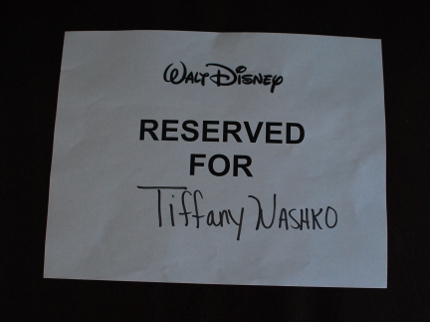 WALT DISNEY
RESERVED
FOR
Tiffany NASHKO